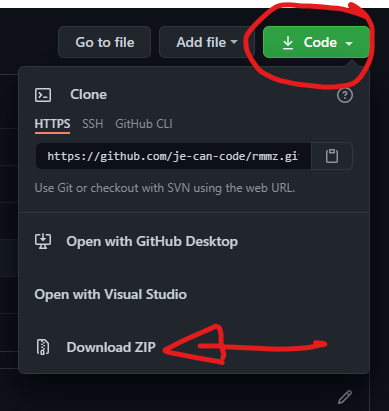 Go to file Add file Code
Clone
HTTPS SSH GitHub CLI
https://github.com/je-can-code/rmmz.gi
Use Git or checkout with SVN using the web URL.
Open with GitHub Desktop
Open with Visual Studio
Download ZIP